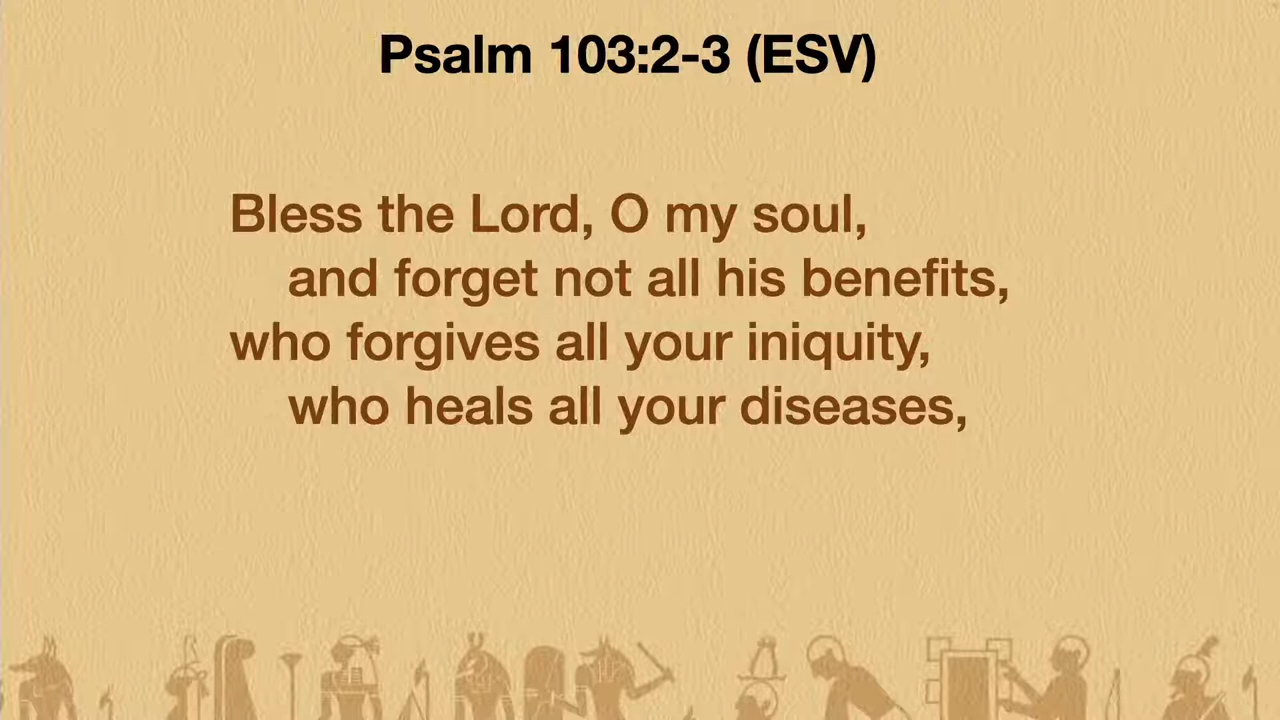 Psalm 103:2-3 (ESV)
Bless the Lord, O my soul,
and forget not all his benefits,
who forgives all your iniquity,
who heals all your diseases,